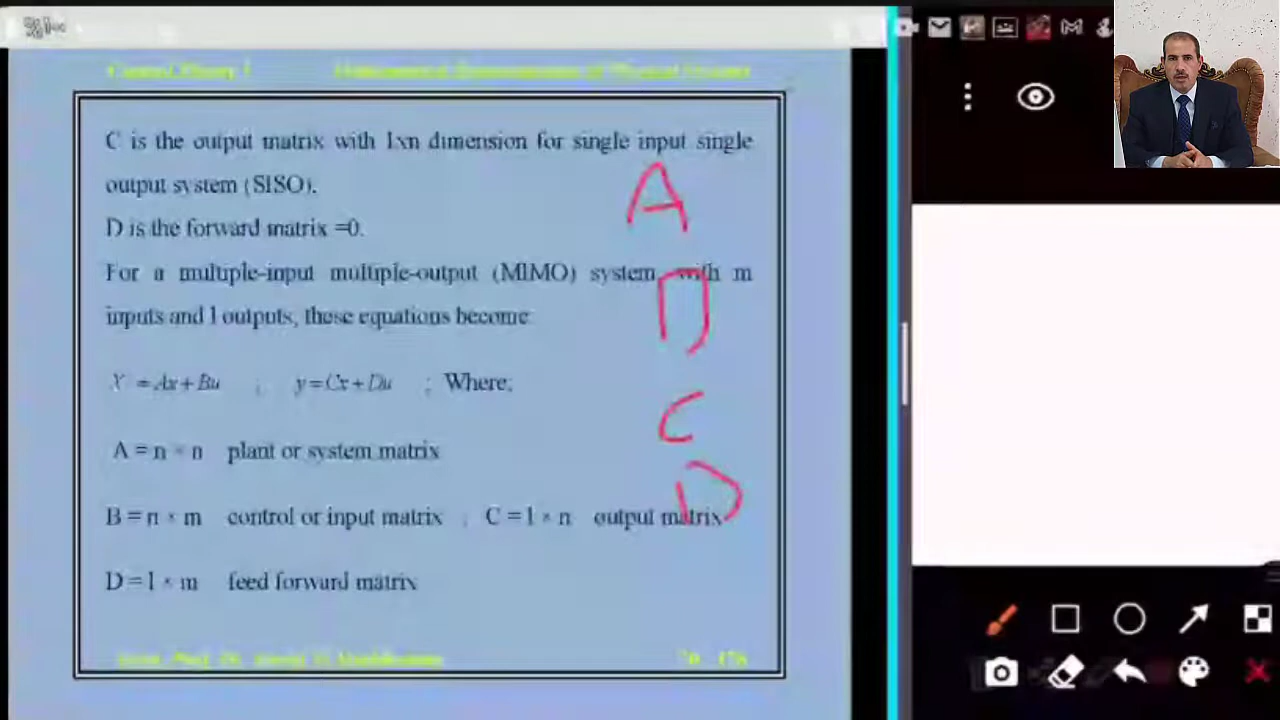 Control Theory I
C is the output matrix with 1xn dimension for single input single
output system (SISO).
D is the forward matrix =0.
For a multiple-input multiple-output (MIMO) system, with m
inputs and l outputs, these equations become:
X = Ax + Bu ; y = Cx + Du ; Where;
A = n × n plant or system matrix
B = n × m control or input matrix ; C = l × n output matrix
D = l × m feed forward matrix
A
C
D